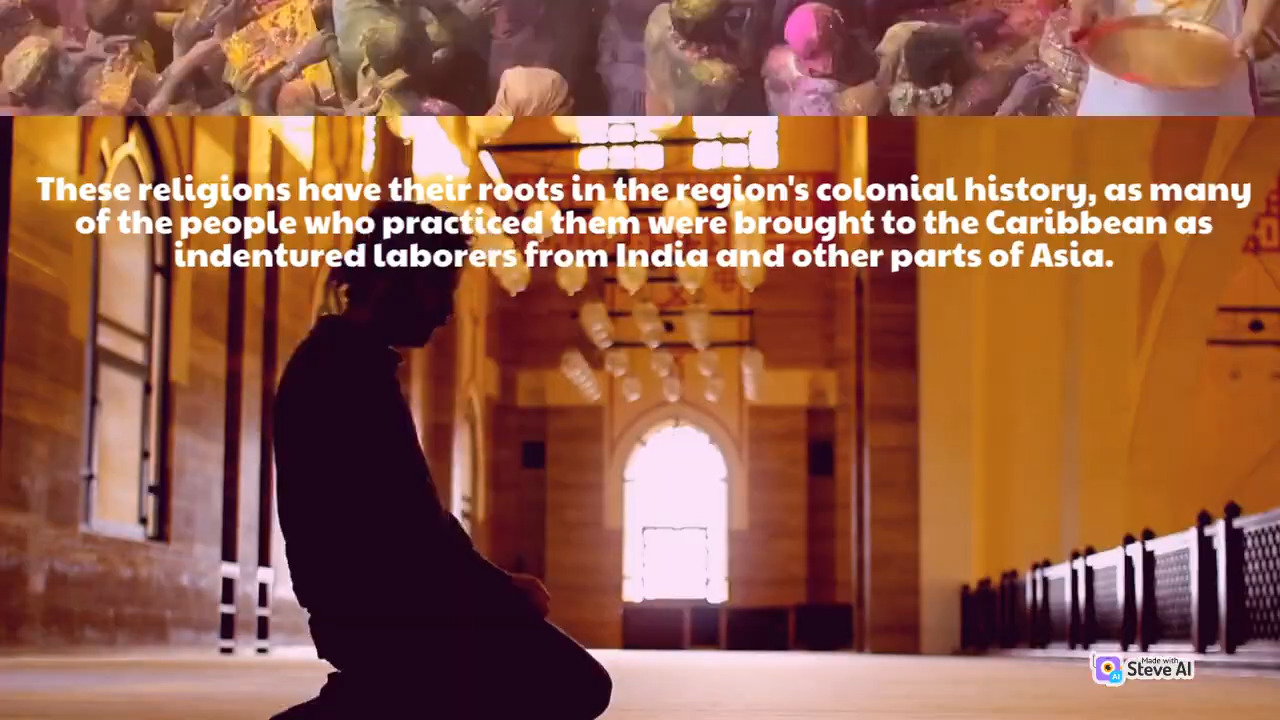 These religions have their roots in the region's colonial history, as many
of the people who practiced them were brought to the Caribbean as
indentured laborers from India and other parts of Asia.
Made with
Steve AI
AI